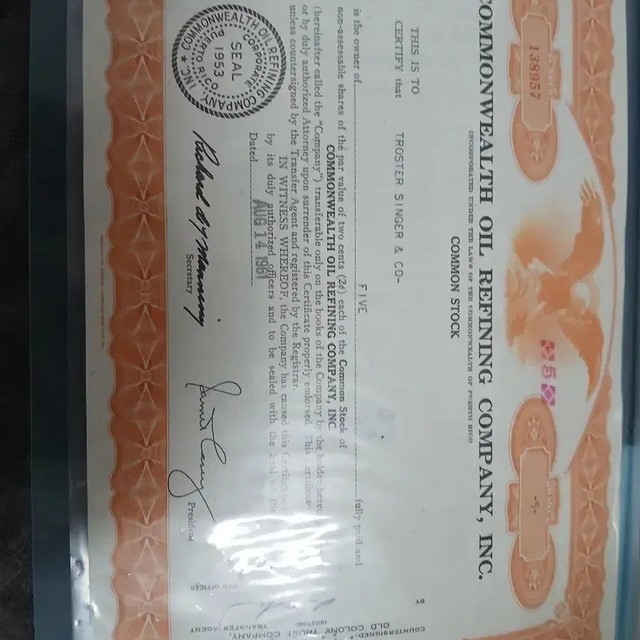 138957
5
-5-
COMMONWEALTH OIL REFINING COMPANY, INC.
INCORPORATED UNDER THE LAWS OF THE COMMONWEALTH OF PUERTO RICO
COMMON STOCK
THIS IS TO
CERTIFY that TROSTER SINGER & CO-
is the owner of FIVE fully paid and
non-assessable shares of the par value of two cents (2¢) each of the Common Stock of
COMMONWEALTH OIL REFINING COMPANY, INC.
(hereinafter called the "Company") transferable only on the books of the Company by the holder hereof
or by duly authorized Attorney upon surrender of this certificate properly endorsed. This certificate
unless countersigned by the Transfer Agent and registered by the Registrar.
IN WITNESS WHEREOF, the Company has caused this Certificate
by its duly authorized officers and to be sealed with the
Dated AUG 14 1961
COMMONWEALTH OIL REFINING COMPANY, INC.
CORPORATE
SEAL
1953
PUERTO RICO
Secretary
President
COUNTERSIGNED:
OLD COLONY TRUST COMPANY,
(BOSTON)
TRANSFER AGENT
BY
OFFICER